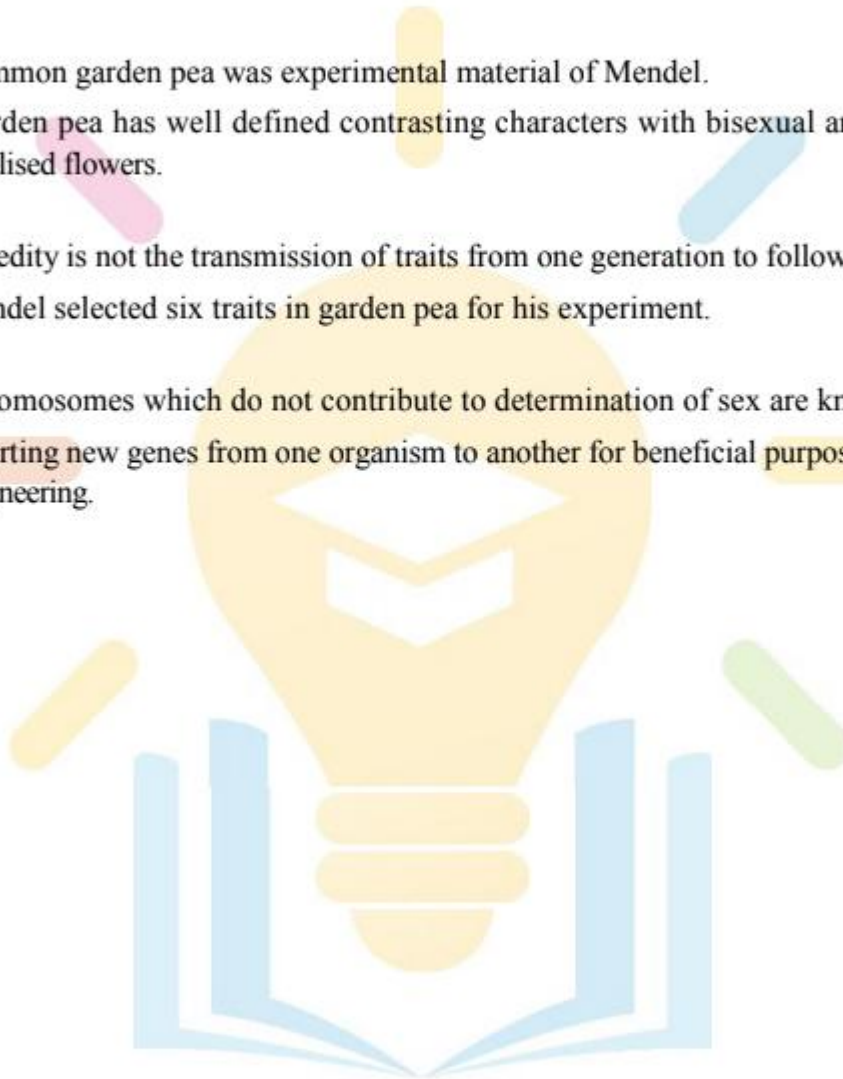 mmon garden pea was experimental material of Mendel.
rden pea has well defined contrasting characters with bisexual a
lised flowers.
edity is not the transmission of traits from one generation to follow
ndel selected six traits in garden pea for his experiment.
omosomes which do not contribute to determination of sex are kn
rting new genes from one organism to another for beneficial purpos
neering.